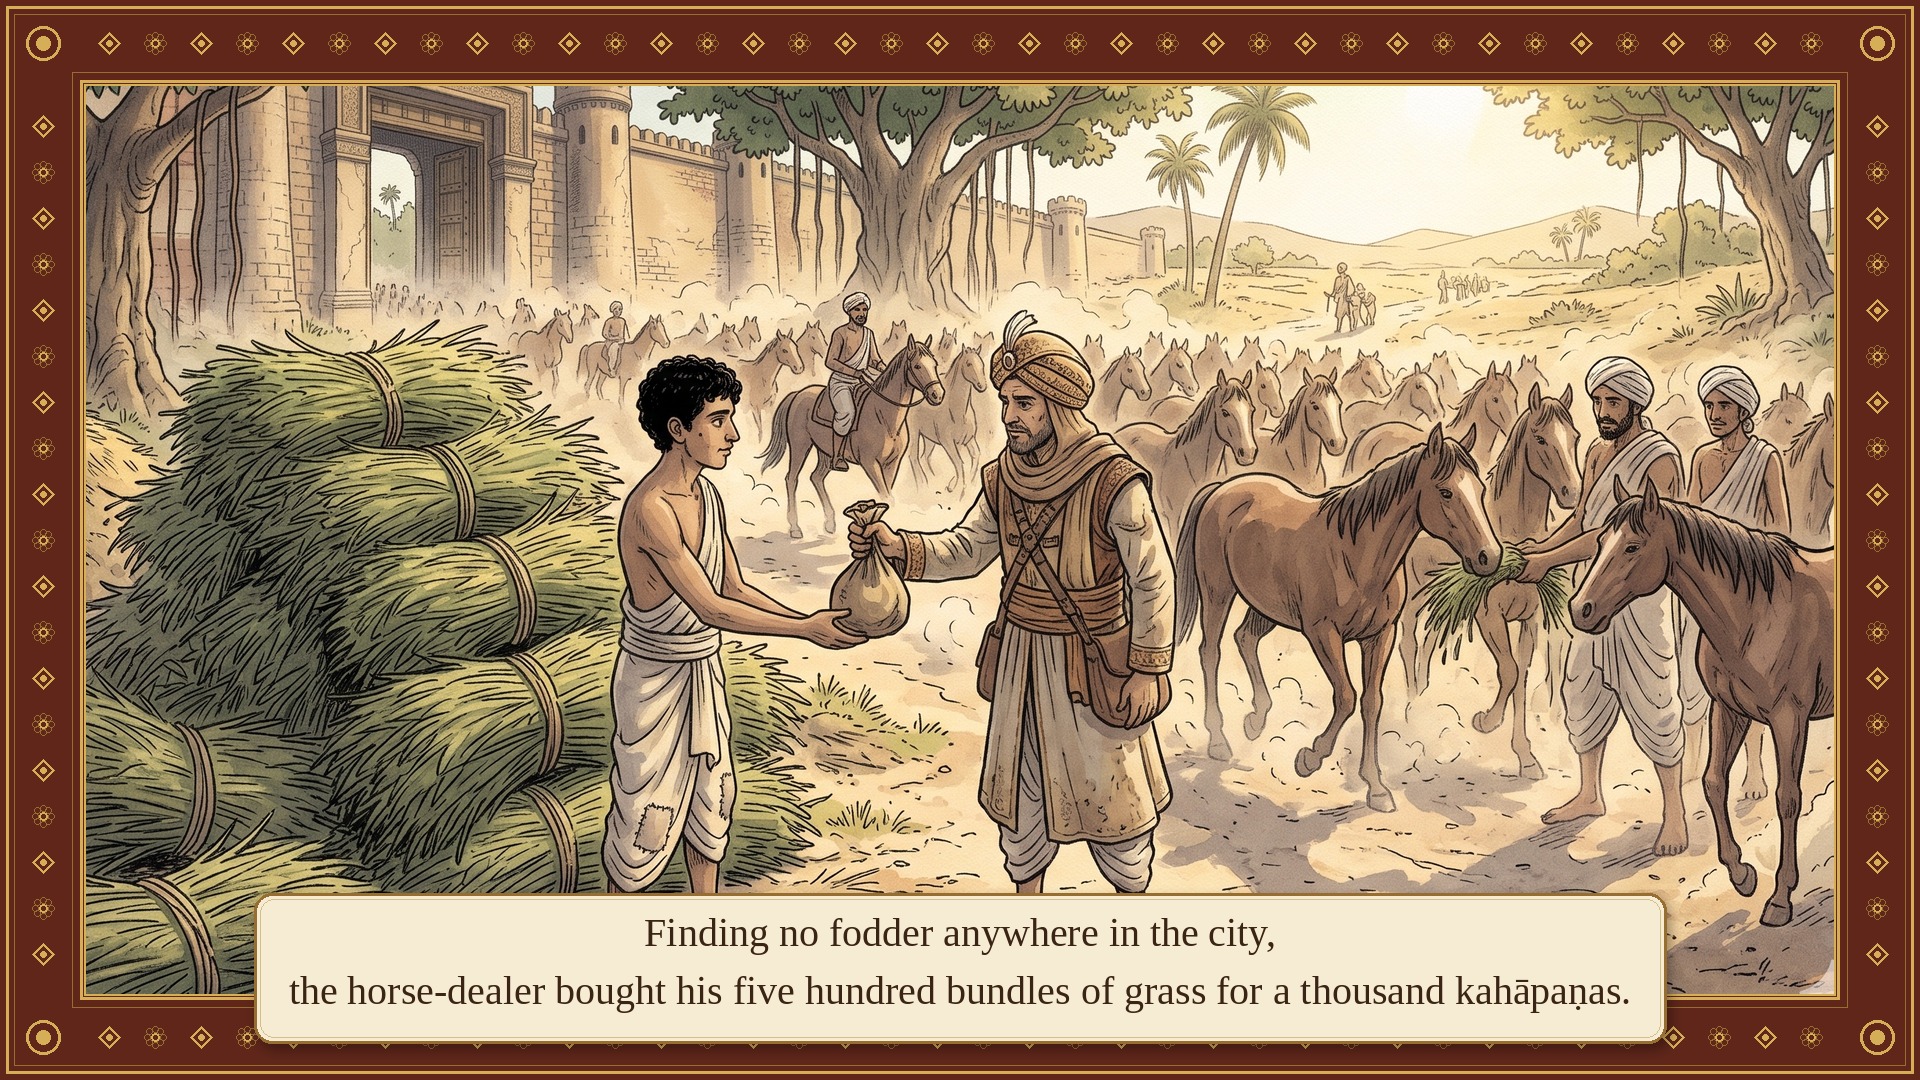 Finding no fodder anywhere in the city,
the horse-dealer bought his five hundred bundles of grass for a thousand kahāpaṇas.